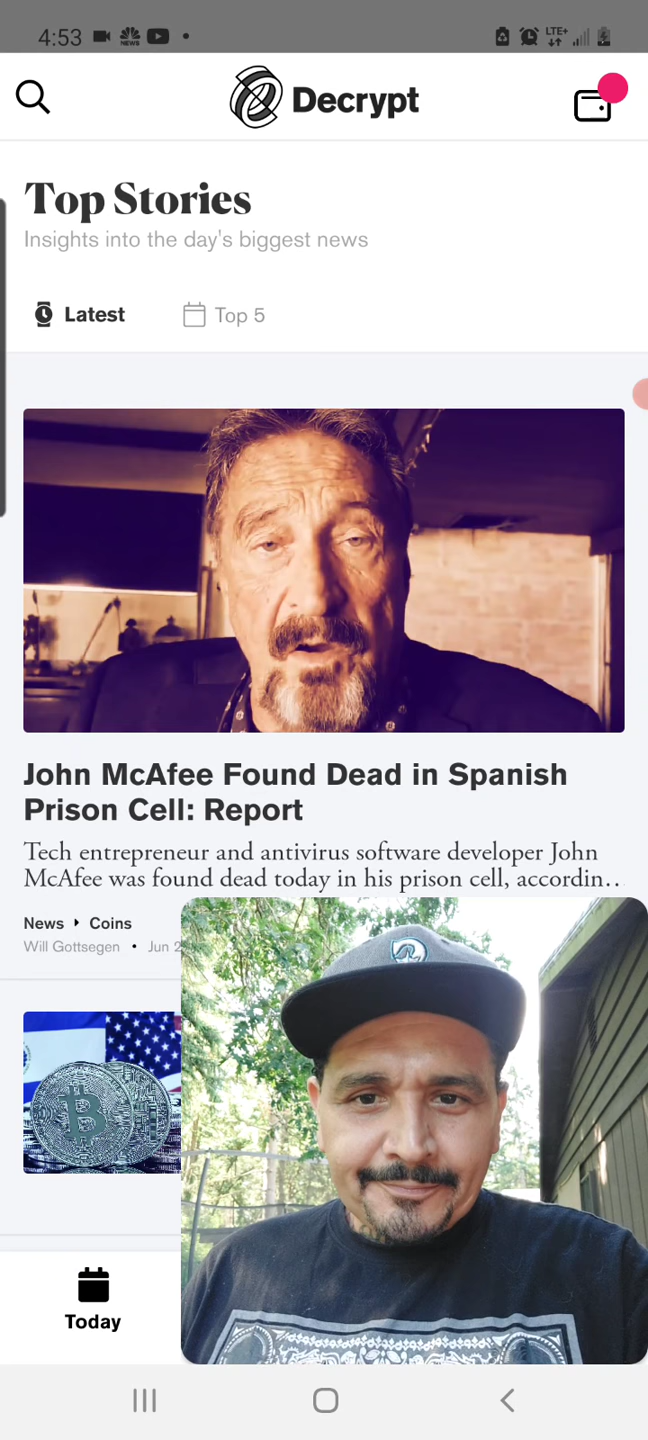 4:53
NEWS
LTE+
Decrypt
Top Stories
Insights into the day's biggest news
Latest
Top 5
John McAfee Found Dead in Spanish
Prison Cell: Report
Tech entrepreneur and antivirus software developer John
McAfee was found dead today in his prison cell, accordin…
News ‣ Coins
Will Gottsegen • Jun 2
Today